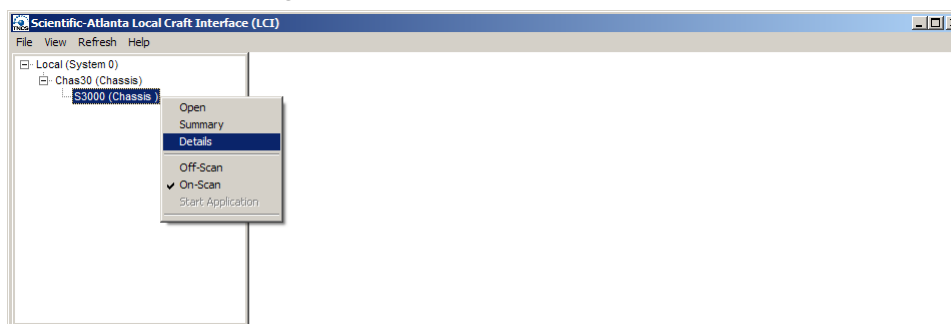 Scientific-Atlanta Local Craft Interface (LCI)
File View Refresh Help
Local (System 0)
Chas30 (Chassis)
S3000 (Chassis )
Open
Summary
Details
Off-Scan
On-Scan
Start Application